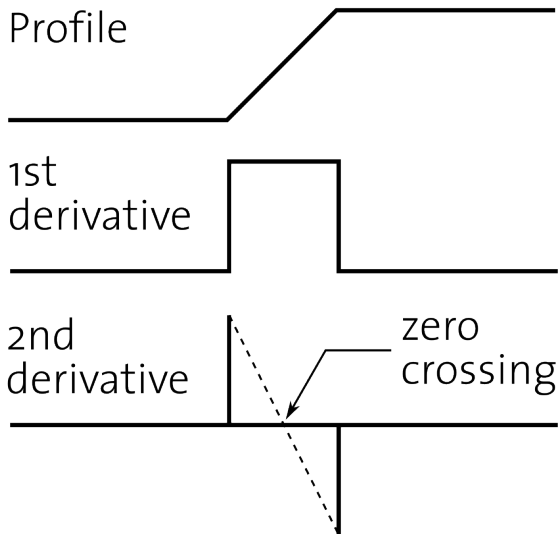 Profile
1st
derivative
2nd
derivative
zero
crossing